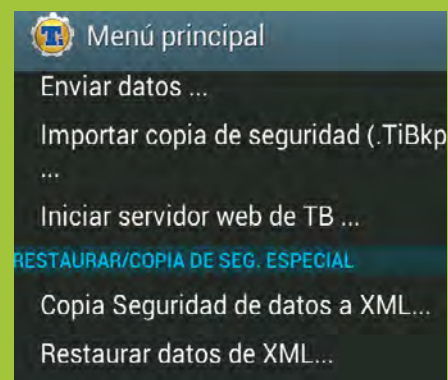 Menú principal
Enviar datos ...
Importar copia de seguridad (.TiBkp
...
Iniciar servidor web de TB ...
RESTAURAR/COPIA DE SEG. ESPECIAL
Copia Seguridad de datos a XML...
Restaurar datos de XML...